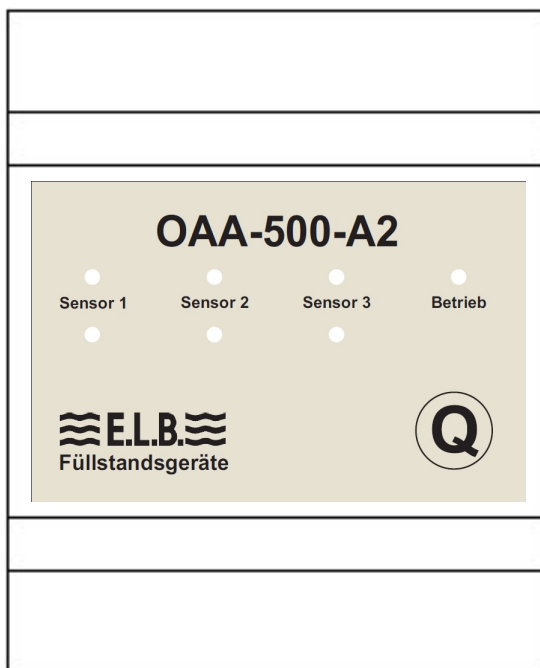 OAA-500-A2
Sensor 1 Sensor 2 Sensor 3 Betrieb
E.L.B.
Füllstandsgeräte
Q